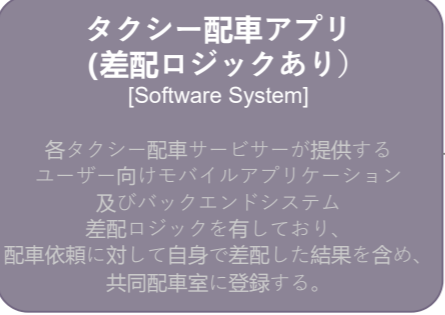 タクシー配車アプリ
(差配ロジックあり）
[Software System]
各タクシー配車サービサーが提供する
ユーザー向けモバイルアプリケーション
及びバックエンドシステム
差配ロジックを有しており、
配車依頼に対して自身で差配した結果を含め、
共同配車室に登録する。